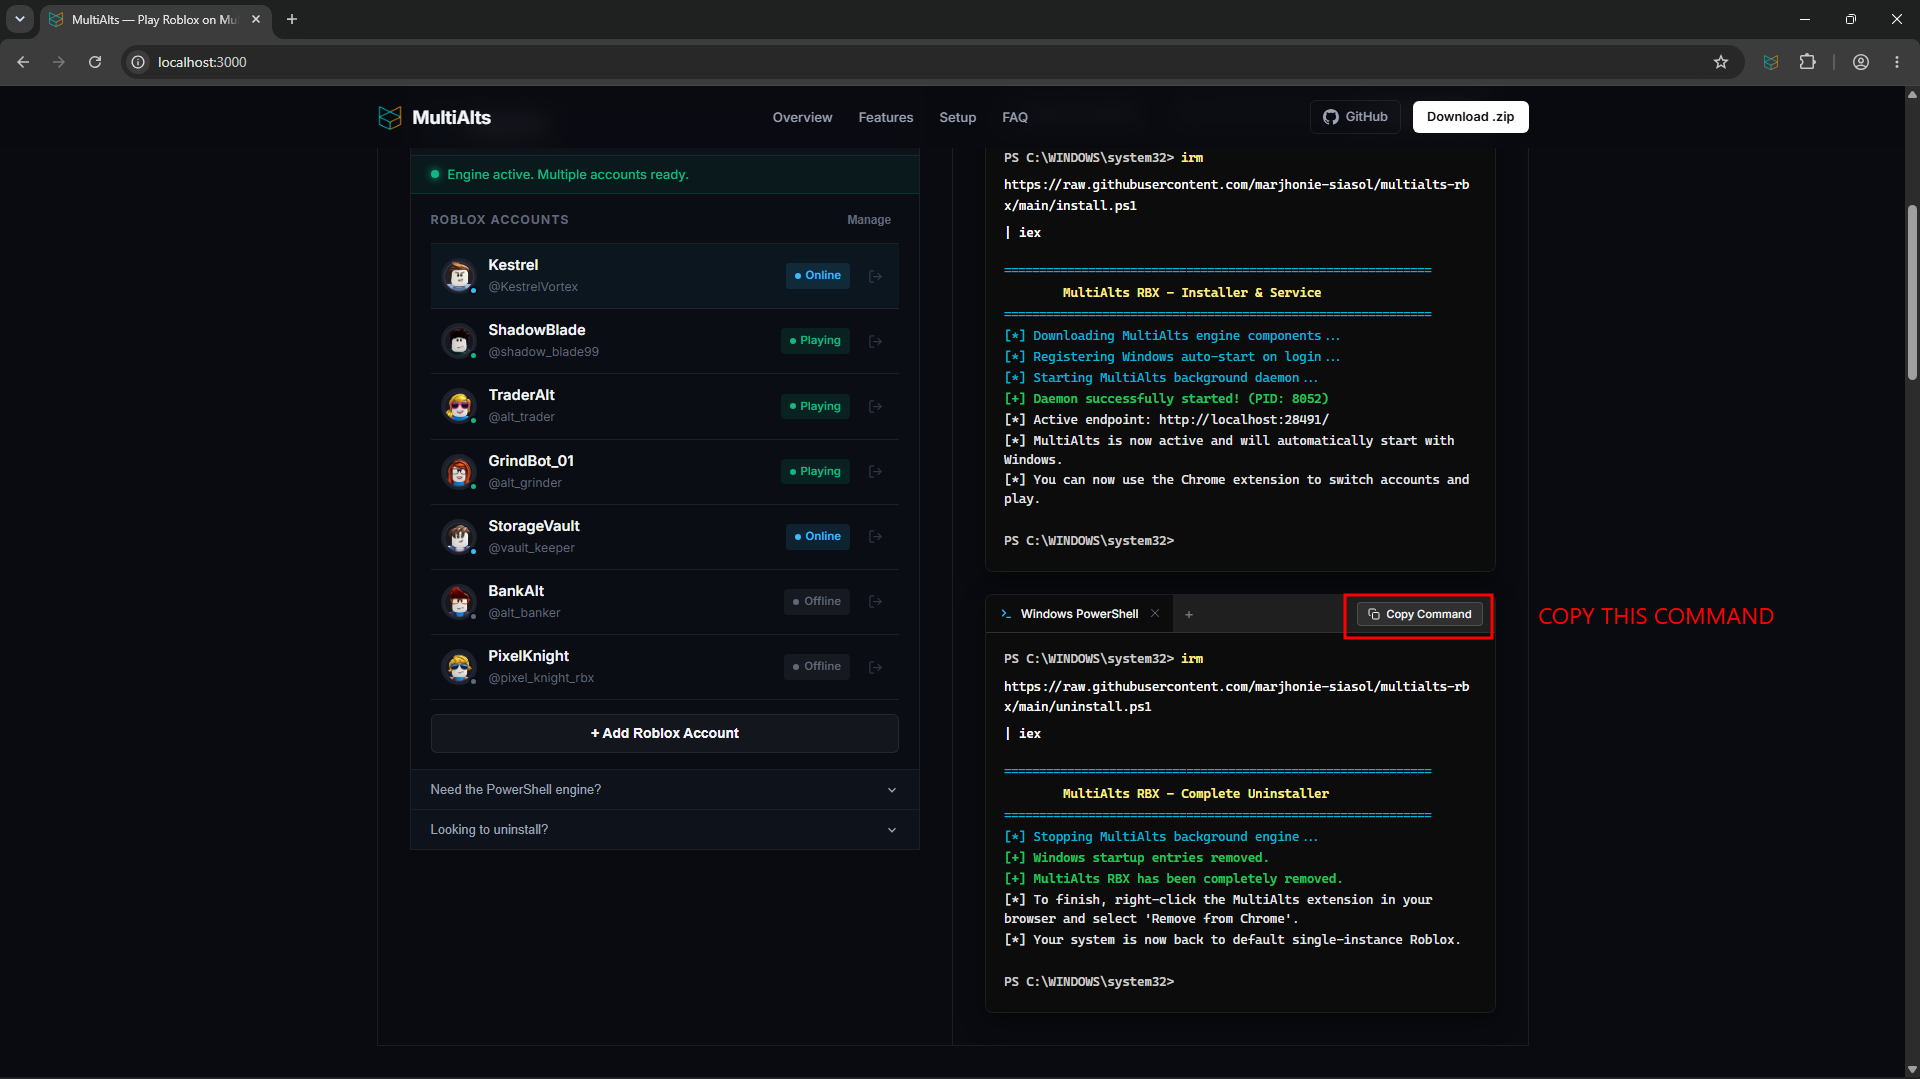 MultiAlts — Play Roblox on Mu
localhost:3000
MultiAlts
Overview
Features
Setup
FAQ
GitHub
Download .zip
Engine active. Multiple accounts ready.
ROBLOX ACCOUNTS
Manage
Kestrel
@KestrelVortex
Online
ShadowBlade
@shadow_blade99
Playing
TraderAlt
@alt_trader
Playing
GrindBot_01
@alt_grinder
Playing
StorageVault
@vault_keeper
Online
BankAlt
@alt_banker
Offline
PixelKnight
@pixel_knight_rbx
Offline
+ Add Roblox Account
Need the PowerShell engine?
Looking to uninstall?
PS C:\WINDOWS\system32> irm
https://raw.githubusercontent.com/marjhonie-siasol/multialts-rb
x/main/install.ps1
| iex
==========================================================
MultiAlts RBX - Installer & Service
==========================================================
[*] Downloading MultiAlts engine components...
[*] Registering Windows auto-start on login...
[*] Starting MultiAlts background daemon...
[+] Daemon successfully started! (PID: 8052)
[*] Active endpoint: http://localhost:28491/
[*] MultiAlts is now active and will automatically start with
Windows.
[*] You can now use the Chrome extension to switch accounts and
play.
PS C:\WINDOWS\system32>
Windows PowerShell
Copy Command
COPY THIS COMMAND
PS C:\WINDOWS\system32> irm
https://raw.githubusercontent.com/marjhonie-siasol/multialts-rb
x/main/uninstall.ps1
| iex
==========================================================
MultiAlts RBX - Complete Uninstaller
==========================================================
[*] Stopping MultiAlts background engine...
[+] Windows startup entries removed.
[+] MultiAlts RBX has been completely removed.
[*] To finish, right-click the MultiAlts extension in your
browser and select 'Remove from Chrome'.
[*] Your system is now back to default single-instance Roblox.
PS C:\WINDOWS\system32>